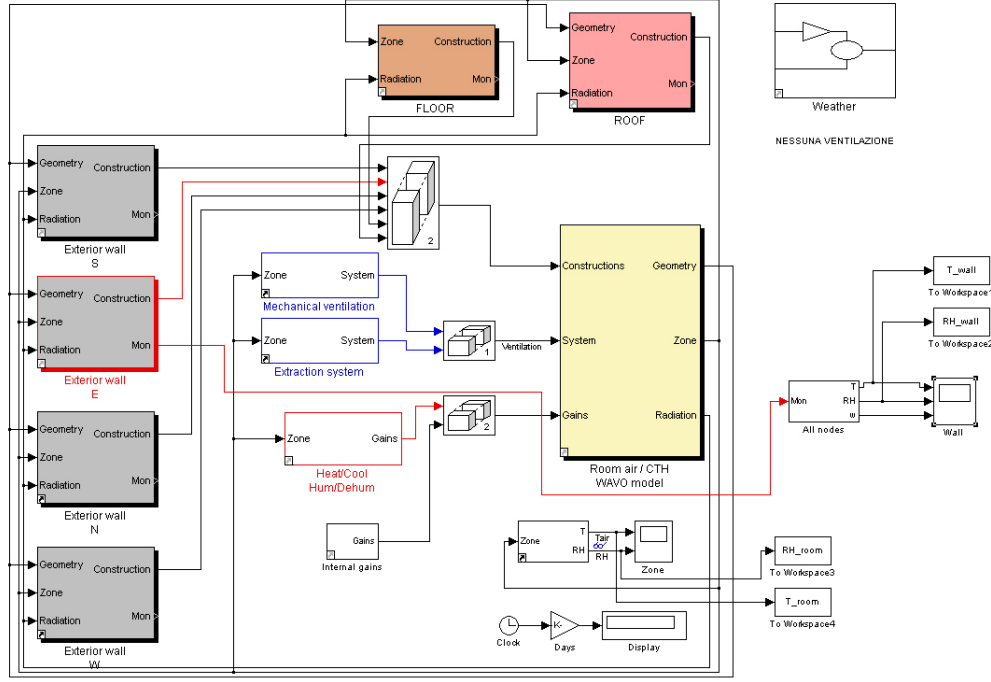 Zone
Construction
Radiation
Mon
FLOOR
Geometry
Construction
Zone
Mon
Radiation
ROOF
Weather
NESSUNA VENTILAZIONE
Geometry
Construction
Zone
Mon
Radiation
Exterior wall
S
2
Geometry
Construction
Zone
Mon
Radiation
Exterior wall
E
Zone
System
Mechanical ventilation
Zone
System
Extraction system
1
Ventilation
Constructions
Geometry
System
Zone
Gains
Radiation
Room air / CTH
WAVO model
T_wall
To Workspace1
RH_wall
To Workspace2
Mon
T
RH
w
All nodes
Wall
Geometry
Construction
Zone
Mon
Radiation
Exterior wall
N
Zone
Gains
Heat/Cool
Hum/Dehum
2
Gains
Internal gains
Zone
T
RH
Tair
RH
Zone
RH_room
To Workspace3
T_room
To Workspace4
Geometry
Construction
Zone
Mon
Radiation
Exterior wall
W
Clock
K-
Days
Display